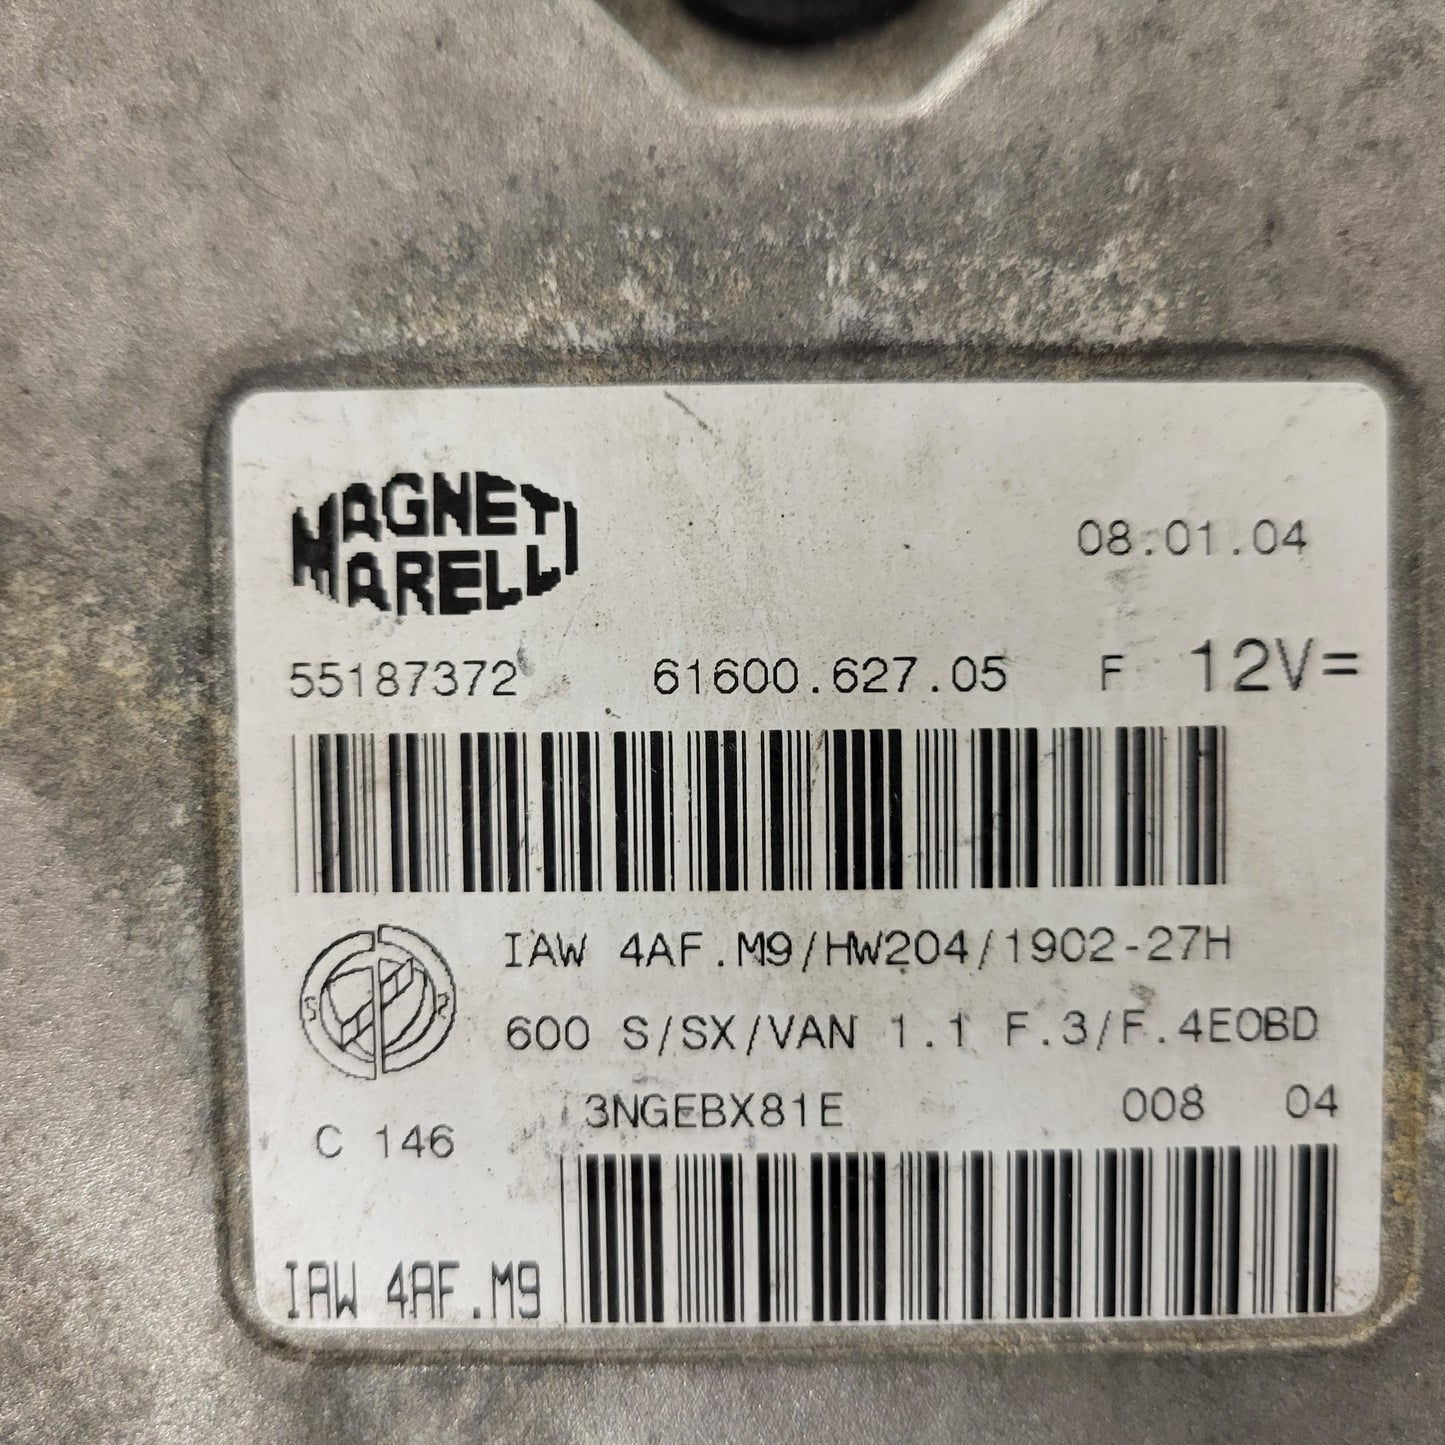 MAGNETI
MARELLI
08.01.04
55187372 61600.627.05 F 12V=
IAW 4AF.M9/HW204/1902-27H
600 S/SX/VAN 1.1 F.3/F.4EOBD
3NGEBX81E 008 04
C 146
IAW 4AF.M9